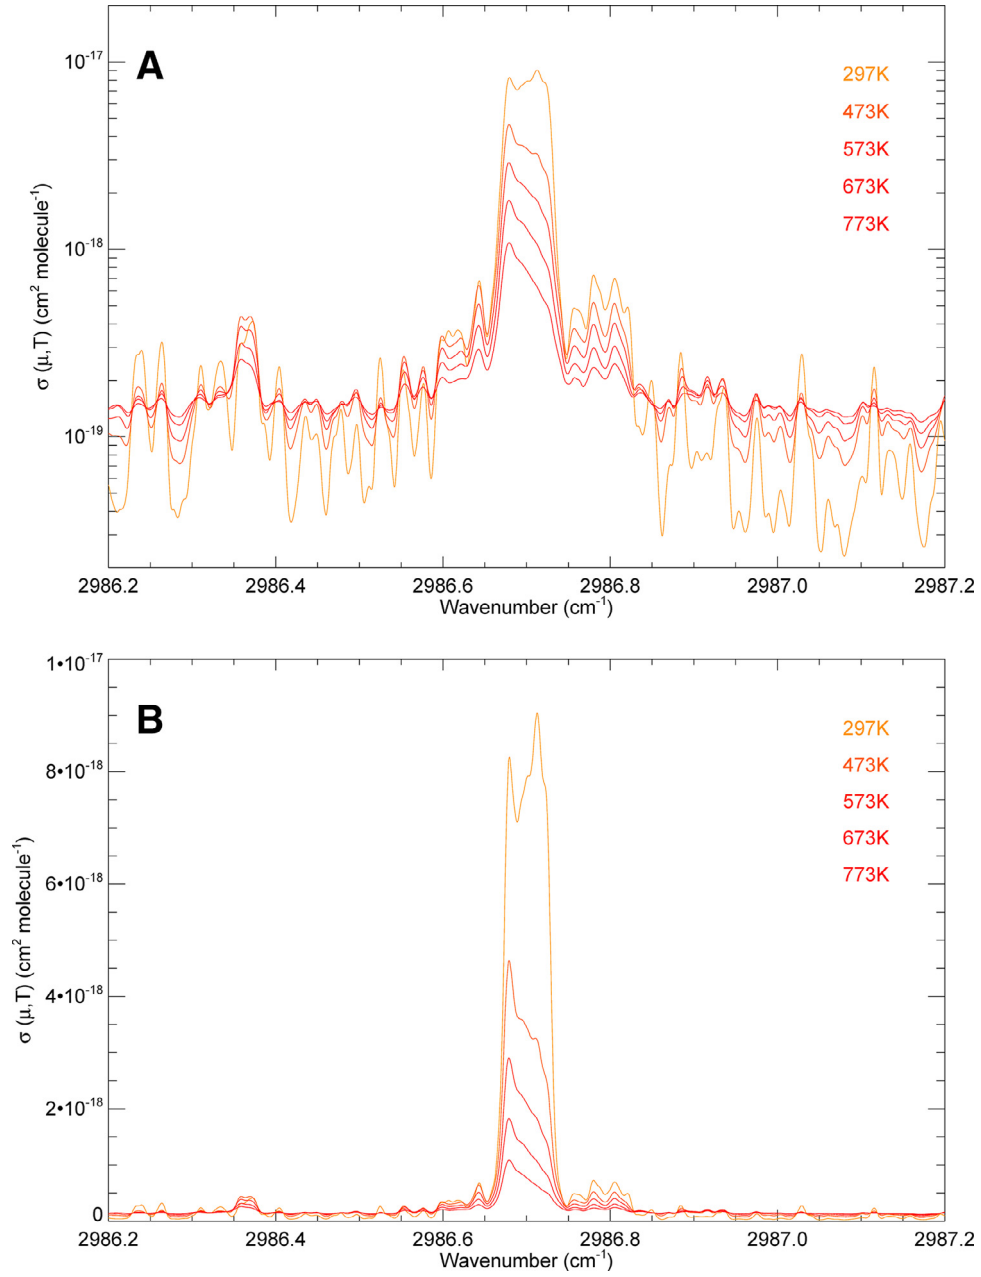 A
10⁻¹⁷
10⁻¹⁸
10⁻¹⁹
σ (μ,T) (cm² molecule⁻¹)
297K
473K
573K
673K
773K
2986.2 2986.4 2986.6 2986.8 2987.0 2987.2
Wavenumber (cm⁻¹)
B
1•10⁻¹⁷
8•10⁻¹⁸
6•10⁻¹⁸
4•10⁻¹⁸
2•10⁻¹⁸
0
σ (μ,T) (cm² molecule⁻¹)
297K
473K
573K
673K
773K
2986.2 2986.4 2986.6 2986.8 2987.0 2987.2
Wavenumber (cm⁻¹)